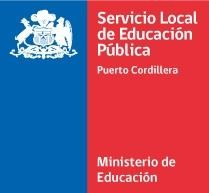 Servicio Local
de Educación
Pública
Puerto Cordillera
Ministerio de
Educación